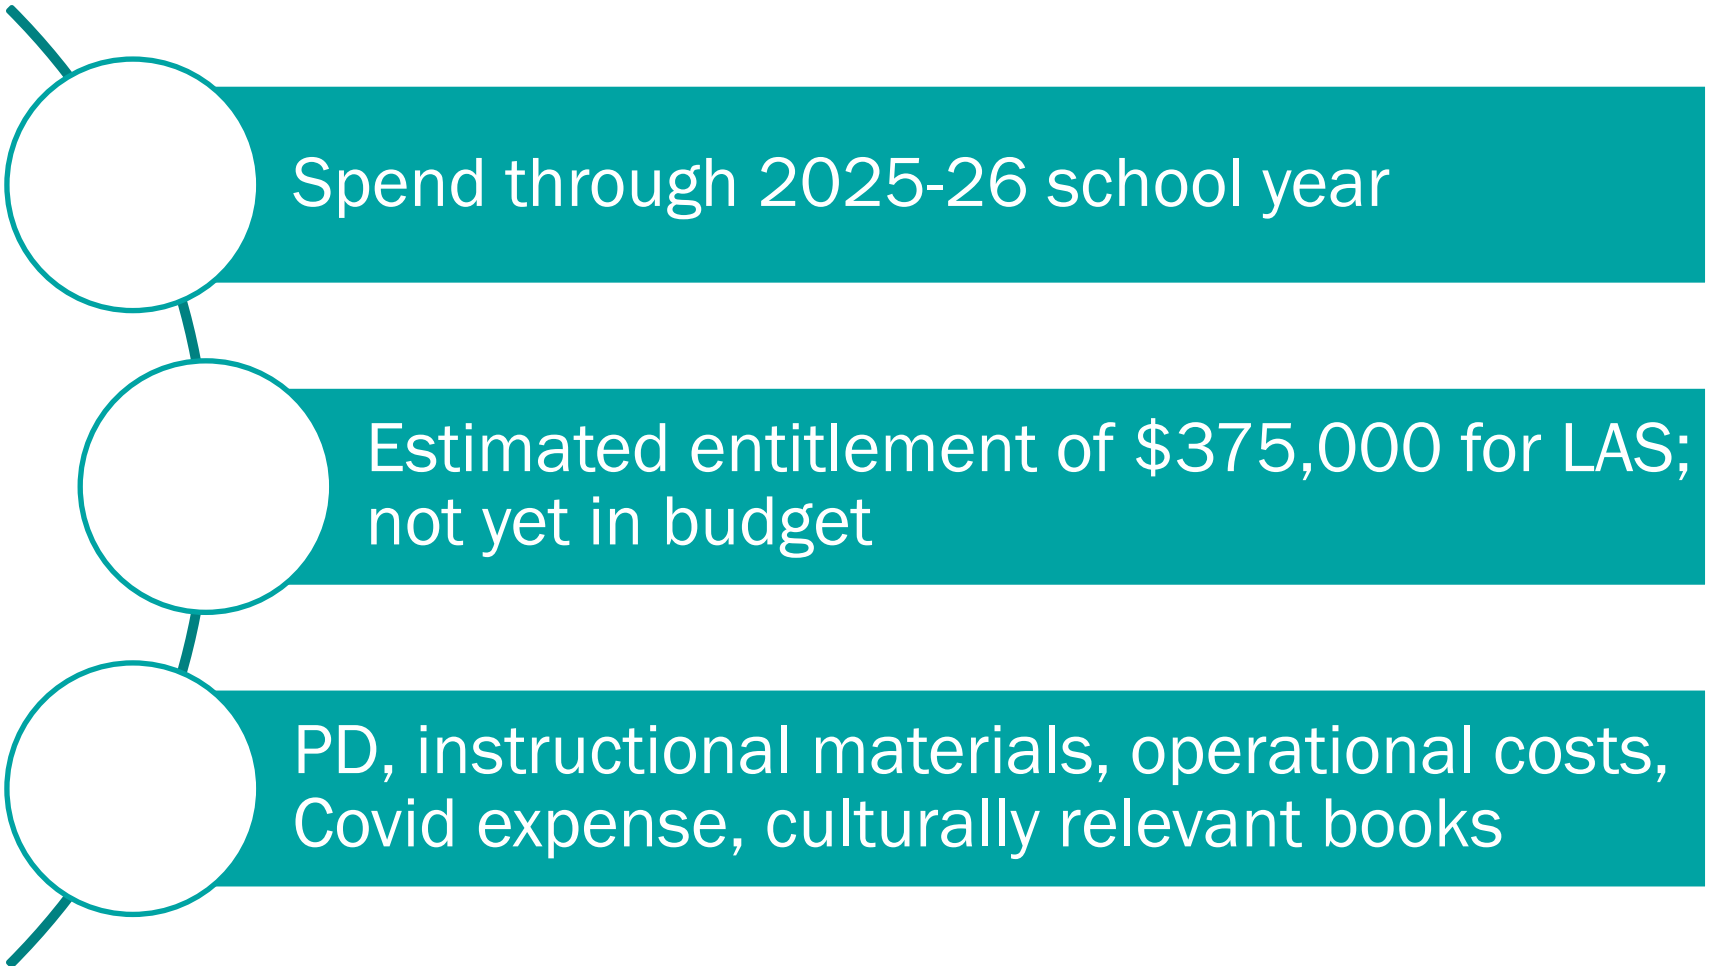 Spend through 2025-26 school year
Estimated entitlement of $375,000 for LAS;
not yet in budget
PD, instructional materials, operational costs,
Covid expense, culturally relevant books